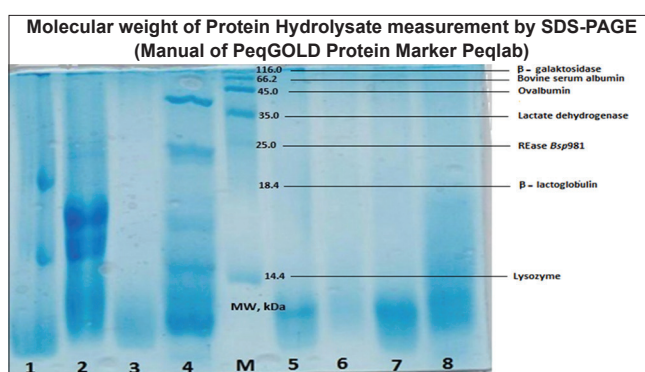 Molecular weight of Protein Hydrolysate measurement by SDS-PAGE
(Manual of PeqGOLD Protein Marker Peqlab)
116.0 β - galaktosidase
66.2 Bovine serum albumin
45.0 Ovalbumin
35.0 Lactate dehydrogenase
25.0 REase Bsp981
18.4 β - lactoglobulin
14.4 Lysozyme
MW, kDa
1 2 3 4 M 5 6 7 8